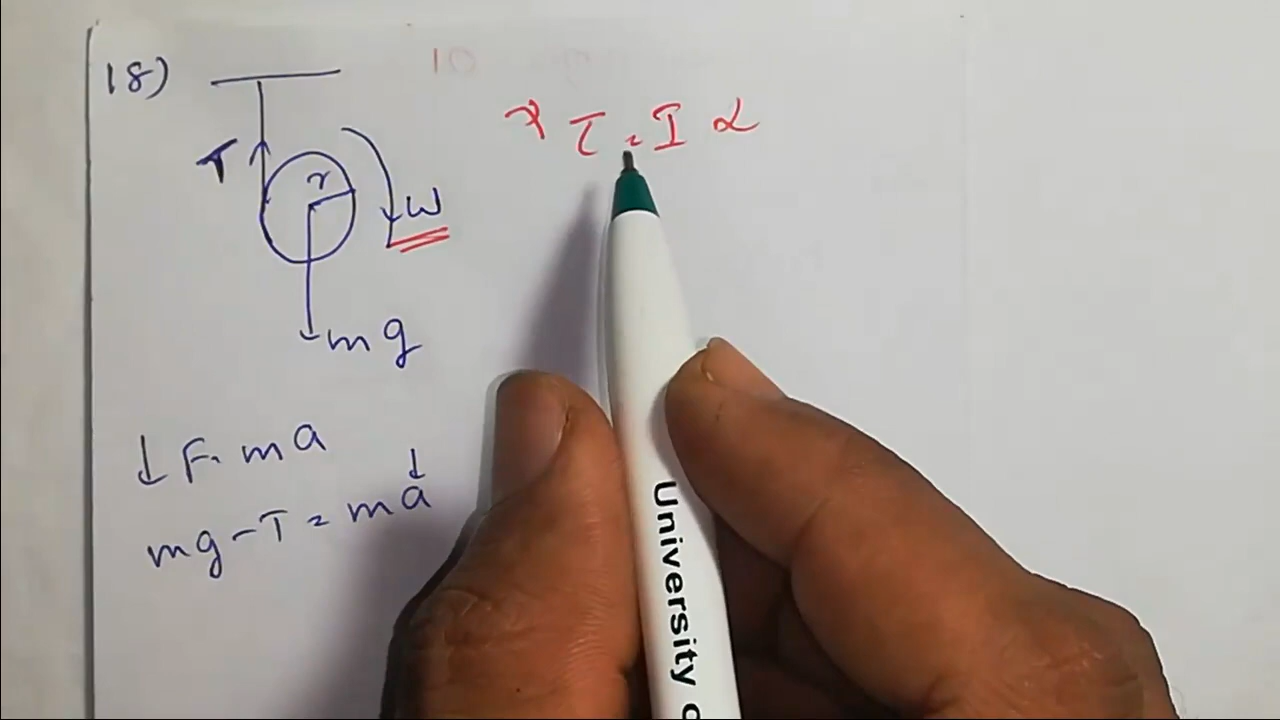 18)
T
r
ω
mg
↷ τ = I α
↓ F = ma
mg - T = ma↓
University o